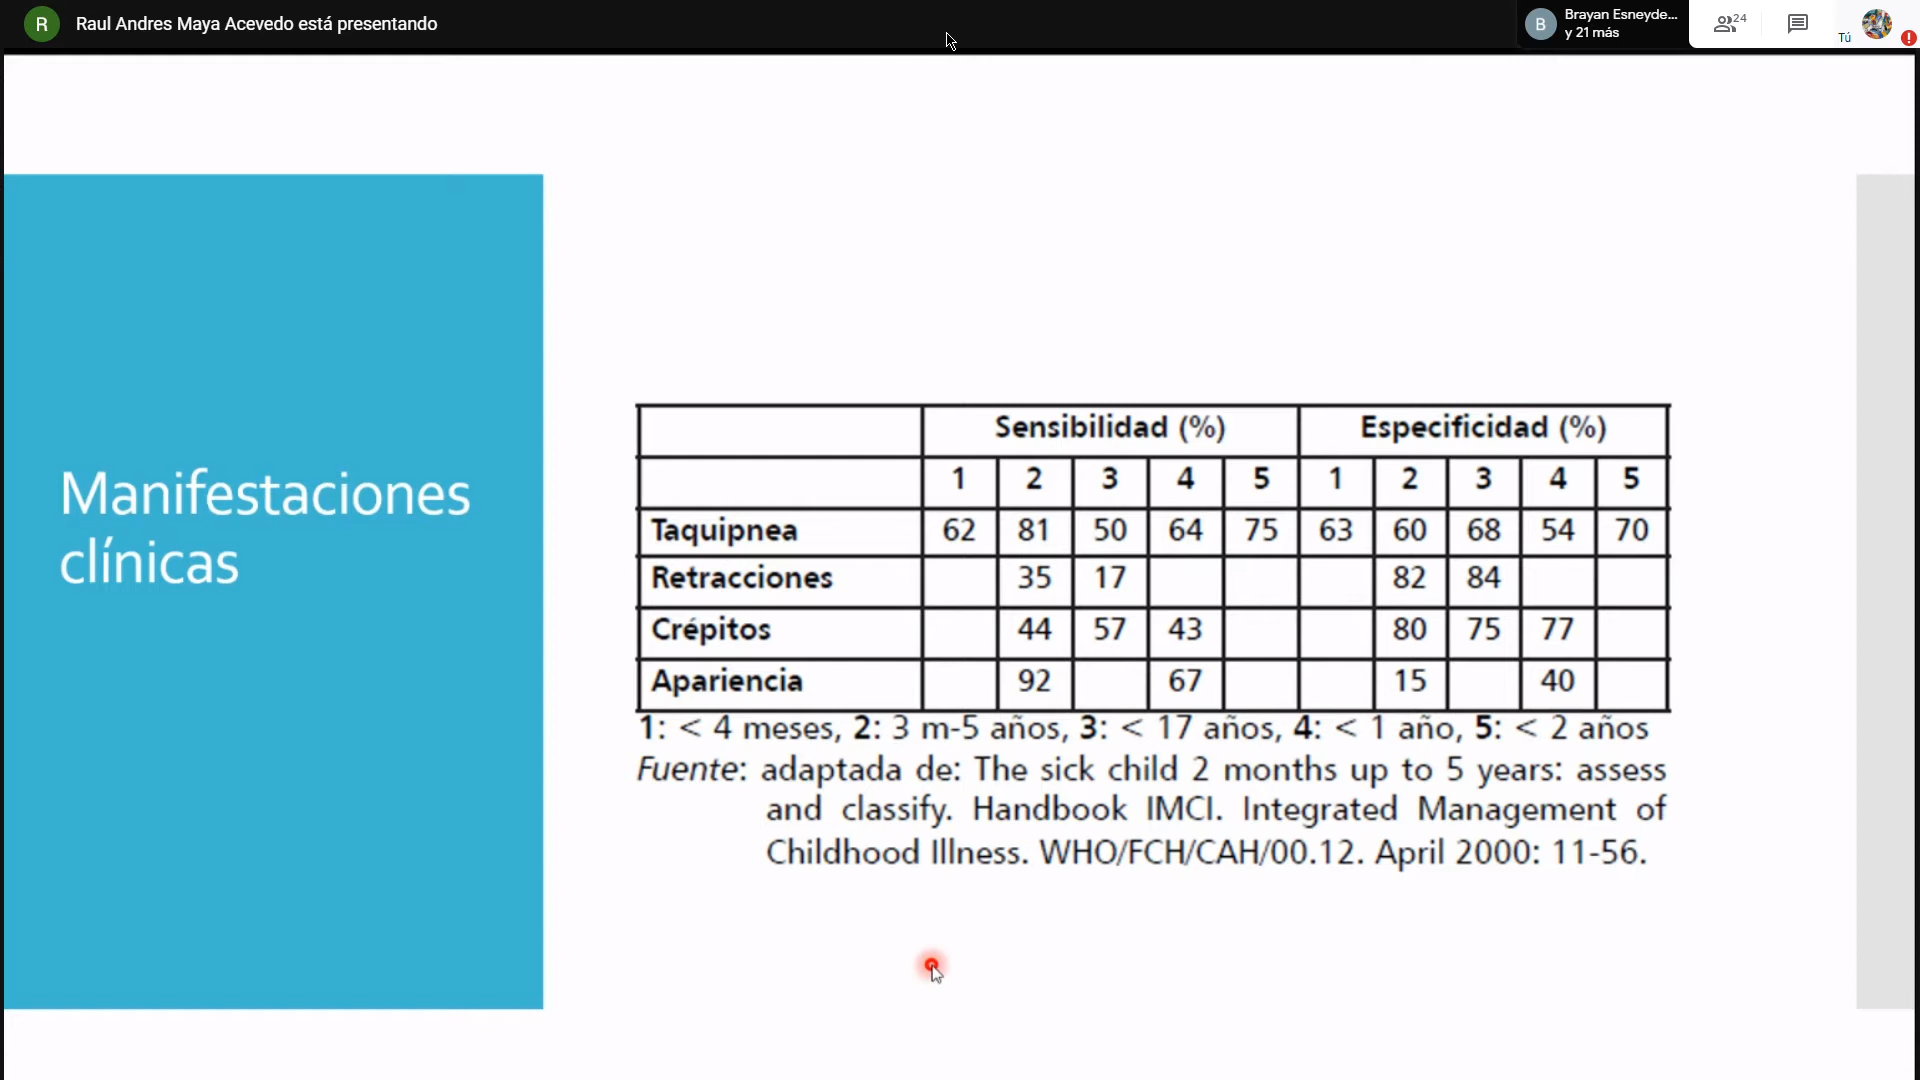 R Raul Andres Maya Acevedo está presentando
B Brayan Esneyde...
y 21 más
24
Tú
Manifestaciones
clínicas
Sensibilidad (%) Especificidad (%)
1 2 3 4 5 1 2 3 4 5
Taquipnea 62 81 50 64 75 63 60 68 54 70
Retracciones 35 17 82 84
Crépitos 44 57 43 80 75 77
Apariencia 92 67 15 40
1: < 4 meses, 2: 3 m-5 años, 3: < 17 años, 4: < 1 año, 5: < 2 años
Fuente: adaptada de: The sick child 2 months up to 5 years: assess
and classify. Handbook IMCI. Integrated Management of
Childhood Illness. WHO/FCH/CAH/00.12. April 2000: 11-56.